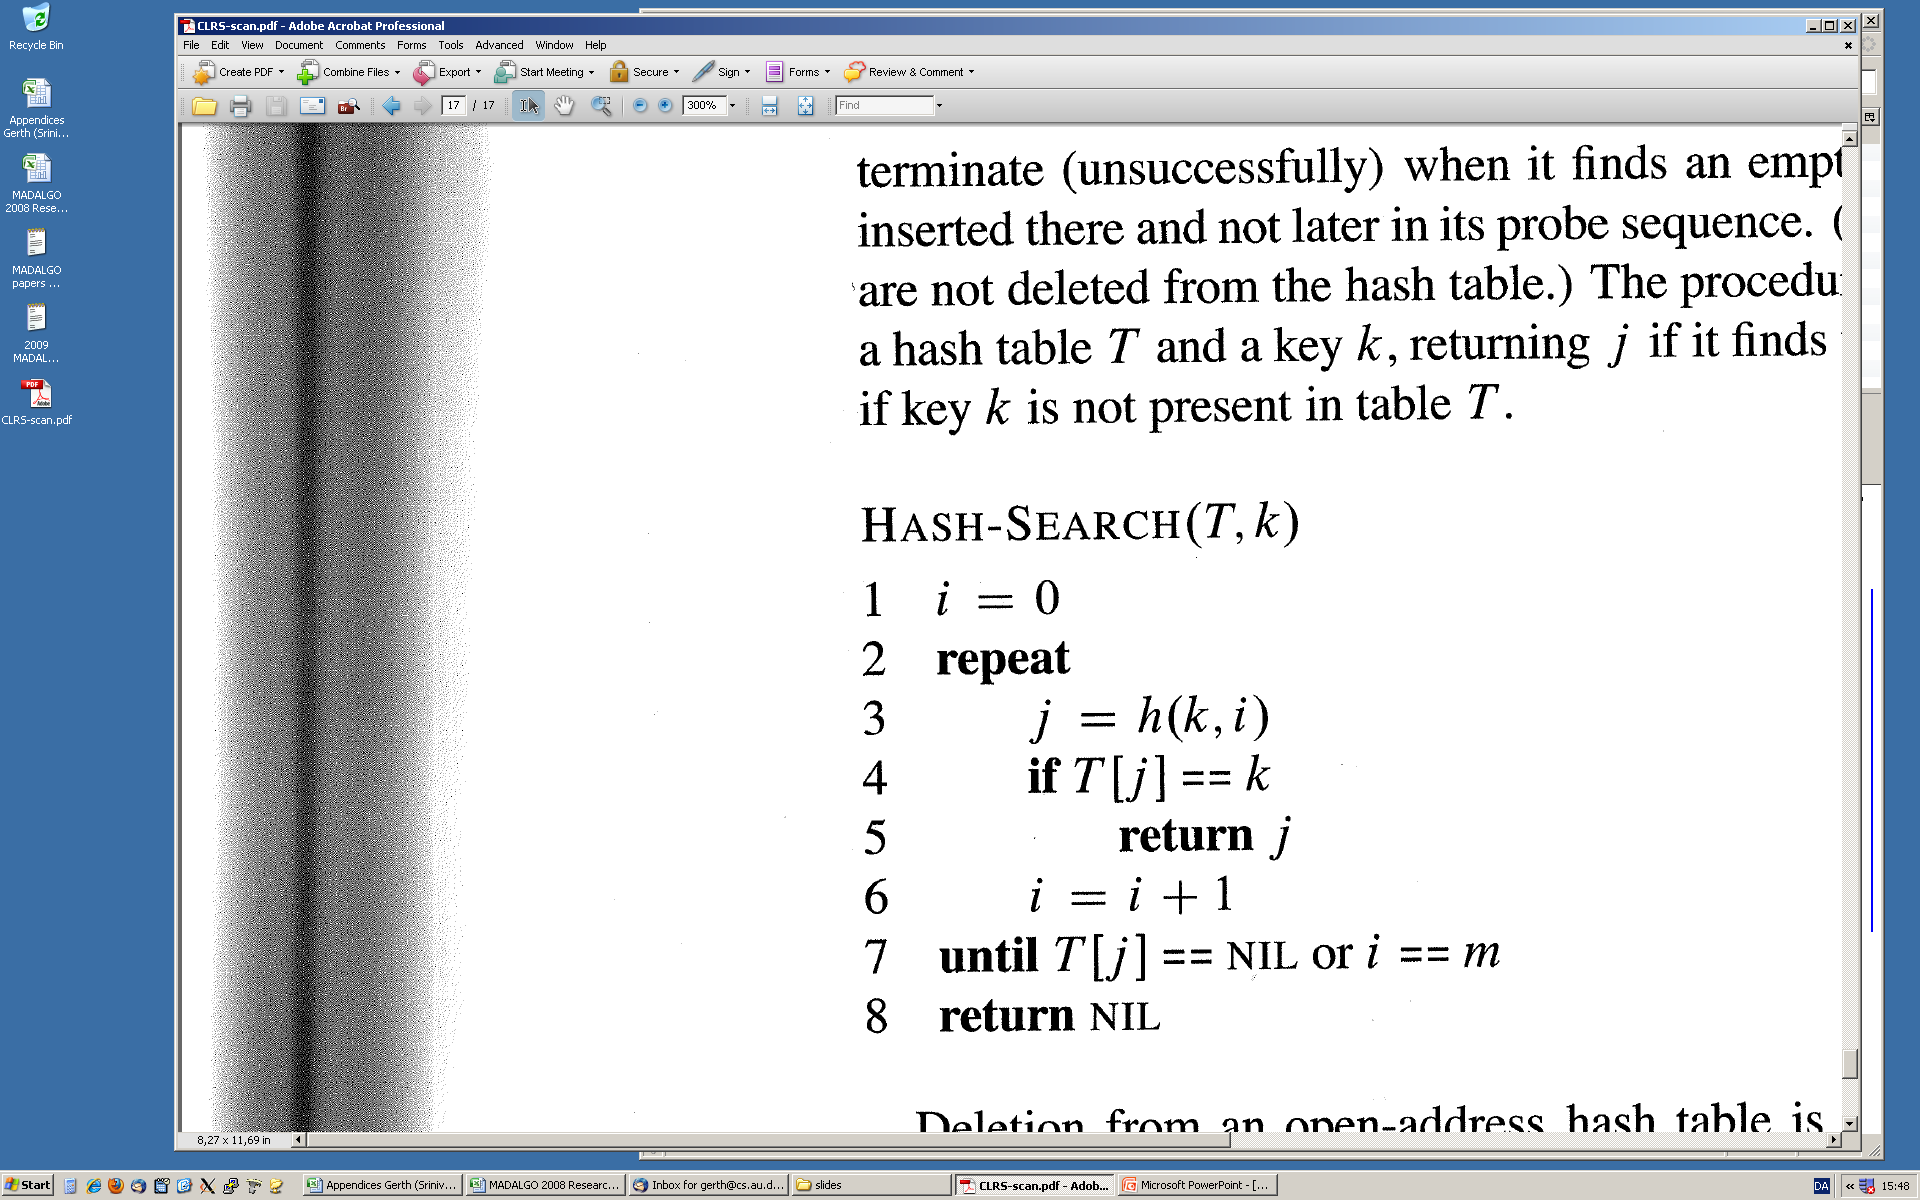 Recycle Bin
Appendices
Gerth (Srini...
MADALGO
2008 Rese...
MADALGO
papers ...
2009
MADAL...
CLRS-scan.pdf
CLRS-scan.pdf - Adobe Acrobat Professional
File Edit View Document Comments Forms Tools Advanced Window Help
Create PDF Combine Files Export Start Meeting Secure Sign Forms Review & Comment
17 / 17 300% Find
terminate (unsuccessfully) when it finds an empt
inserted there and not later in its probe sequence. (
are not deleted from the hash table.) The procedu
a hash table T and a key k, returning j if it finds
if key k is not present in table T.
HASH-SEARCH(T, k)
1 i = 0
2 repeat
3 j = h(k, i)
4 if T[j] == k
5 return j
6 i = i + 1
7 until T[j] == NIL or i == m
8 return NIL
Deletion from an open-address hash table is
8,27 x 11,69 in
Start Appendices Gerth (Sriniv... MADALGO 2008 Researc... Inbox for gerth@cs.au.d... slides CLRS-scan.pdf - Adob... Microsoft PowerPoint - [... DA « 15:48